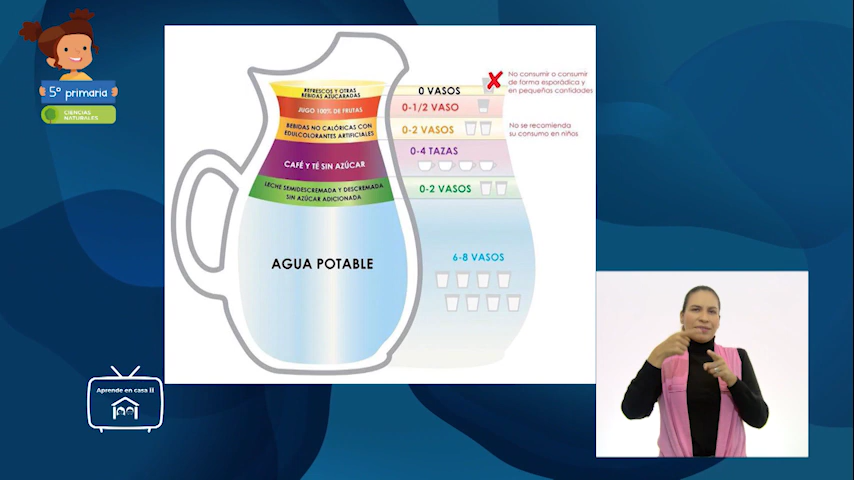 5° primaria
CIENCIAS
NATURALES
REFRESCOS Y OTRAS
BEBIDAS AZUCARADAS
0 VASOS
No consumir o consumir
de forma esporádica y
en pequeñas cantidades
JUGO 100% DE FRUTAS
0-1/2 VASO
BEBIDAS NO CALÓRICAS CON
EDULCOLORANTES ARTIFICIALES
0-2 VASOS
No se recomienda
su consumo en niños
CAFÉ Y TÉ SIN AZÚCAR
0-4 TAZAS
LECHE SEMIDESCREMADA Y DESCREMADA
SIN AZÚCAR ADICIONADA
0-2 VASOS
AGUA POTABLE
6-8 VASOS
Aprende en casa II